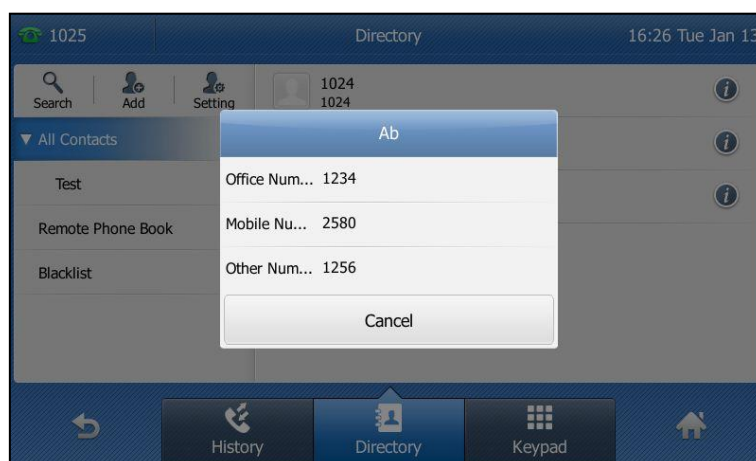 1025
Directory
16:26 Tue Jan 13
Search
Add
Setting
1024
1024
All Contacts
Test
Remote Phone Book
Blacklist
Ab
Office Num... 1234
Mobile Nu... 2580
Other Num... 1256
Cancel
History
Directory
Keypad